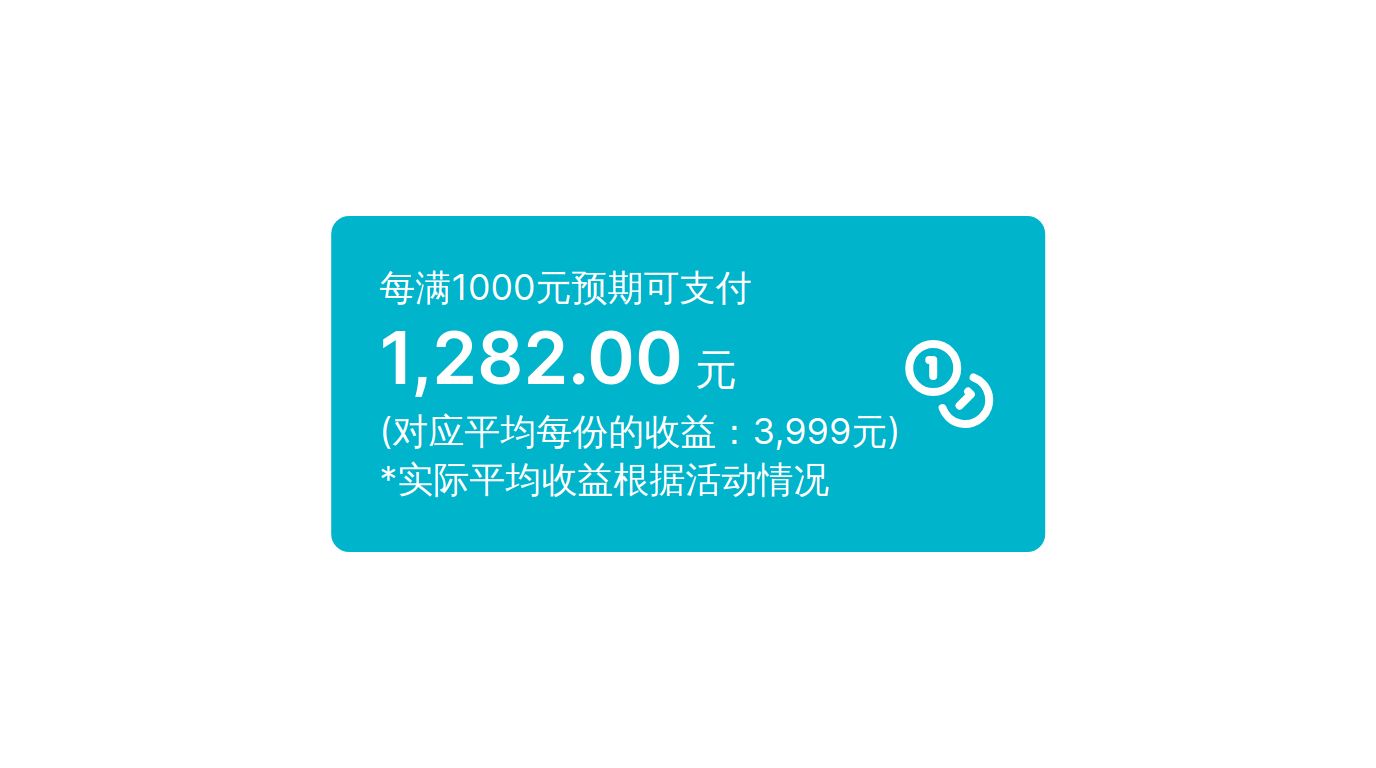 每满1000元预期可支付
1,282.00 元
(对应平均每份的收益：3,999元)
*实际平均收益根据活动情况
1
1